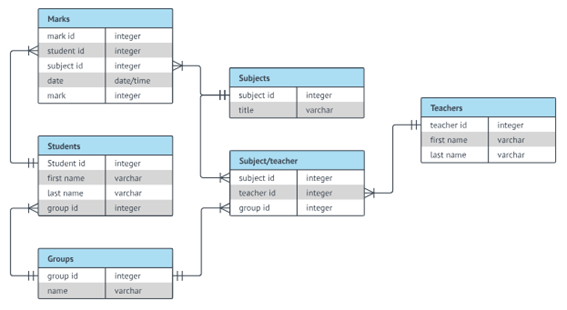 Marks
mark id integer
student id integer
subject id integer
date date/time
mark integer
Subjects
subject id integer
title varchar
Teachers
teacher id integer
first name varchar
last name varchar
Students
Student id integer
first name varchar
last name varchar
group id integer
Subject/teacher
subject id integer
teacher id integer
group id integer
Groups
group id integer
name varchar